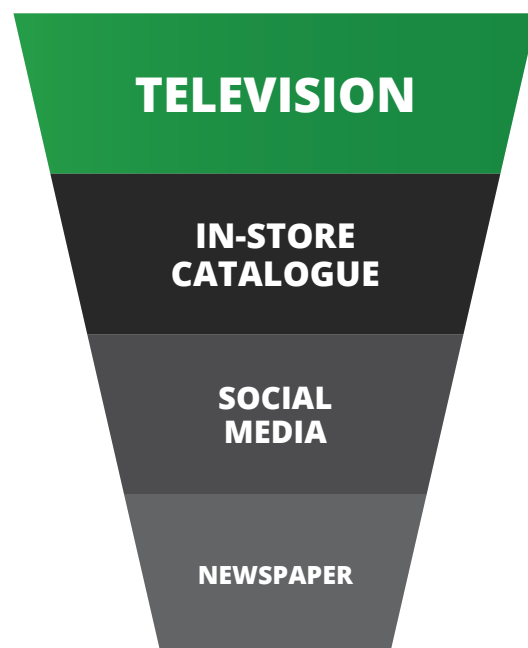 TELEVISION
IN-STORE
CATALOGUE
SOCIAL
MEDIA
NEWSPAPER